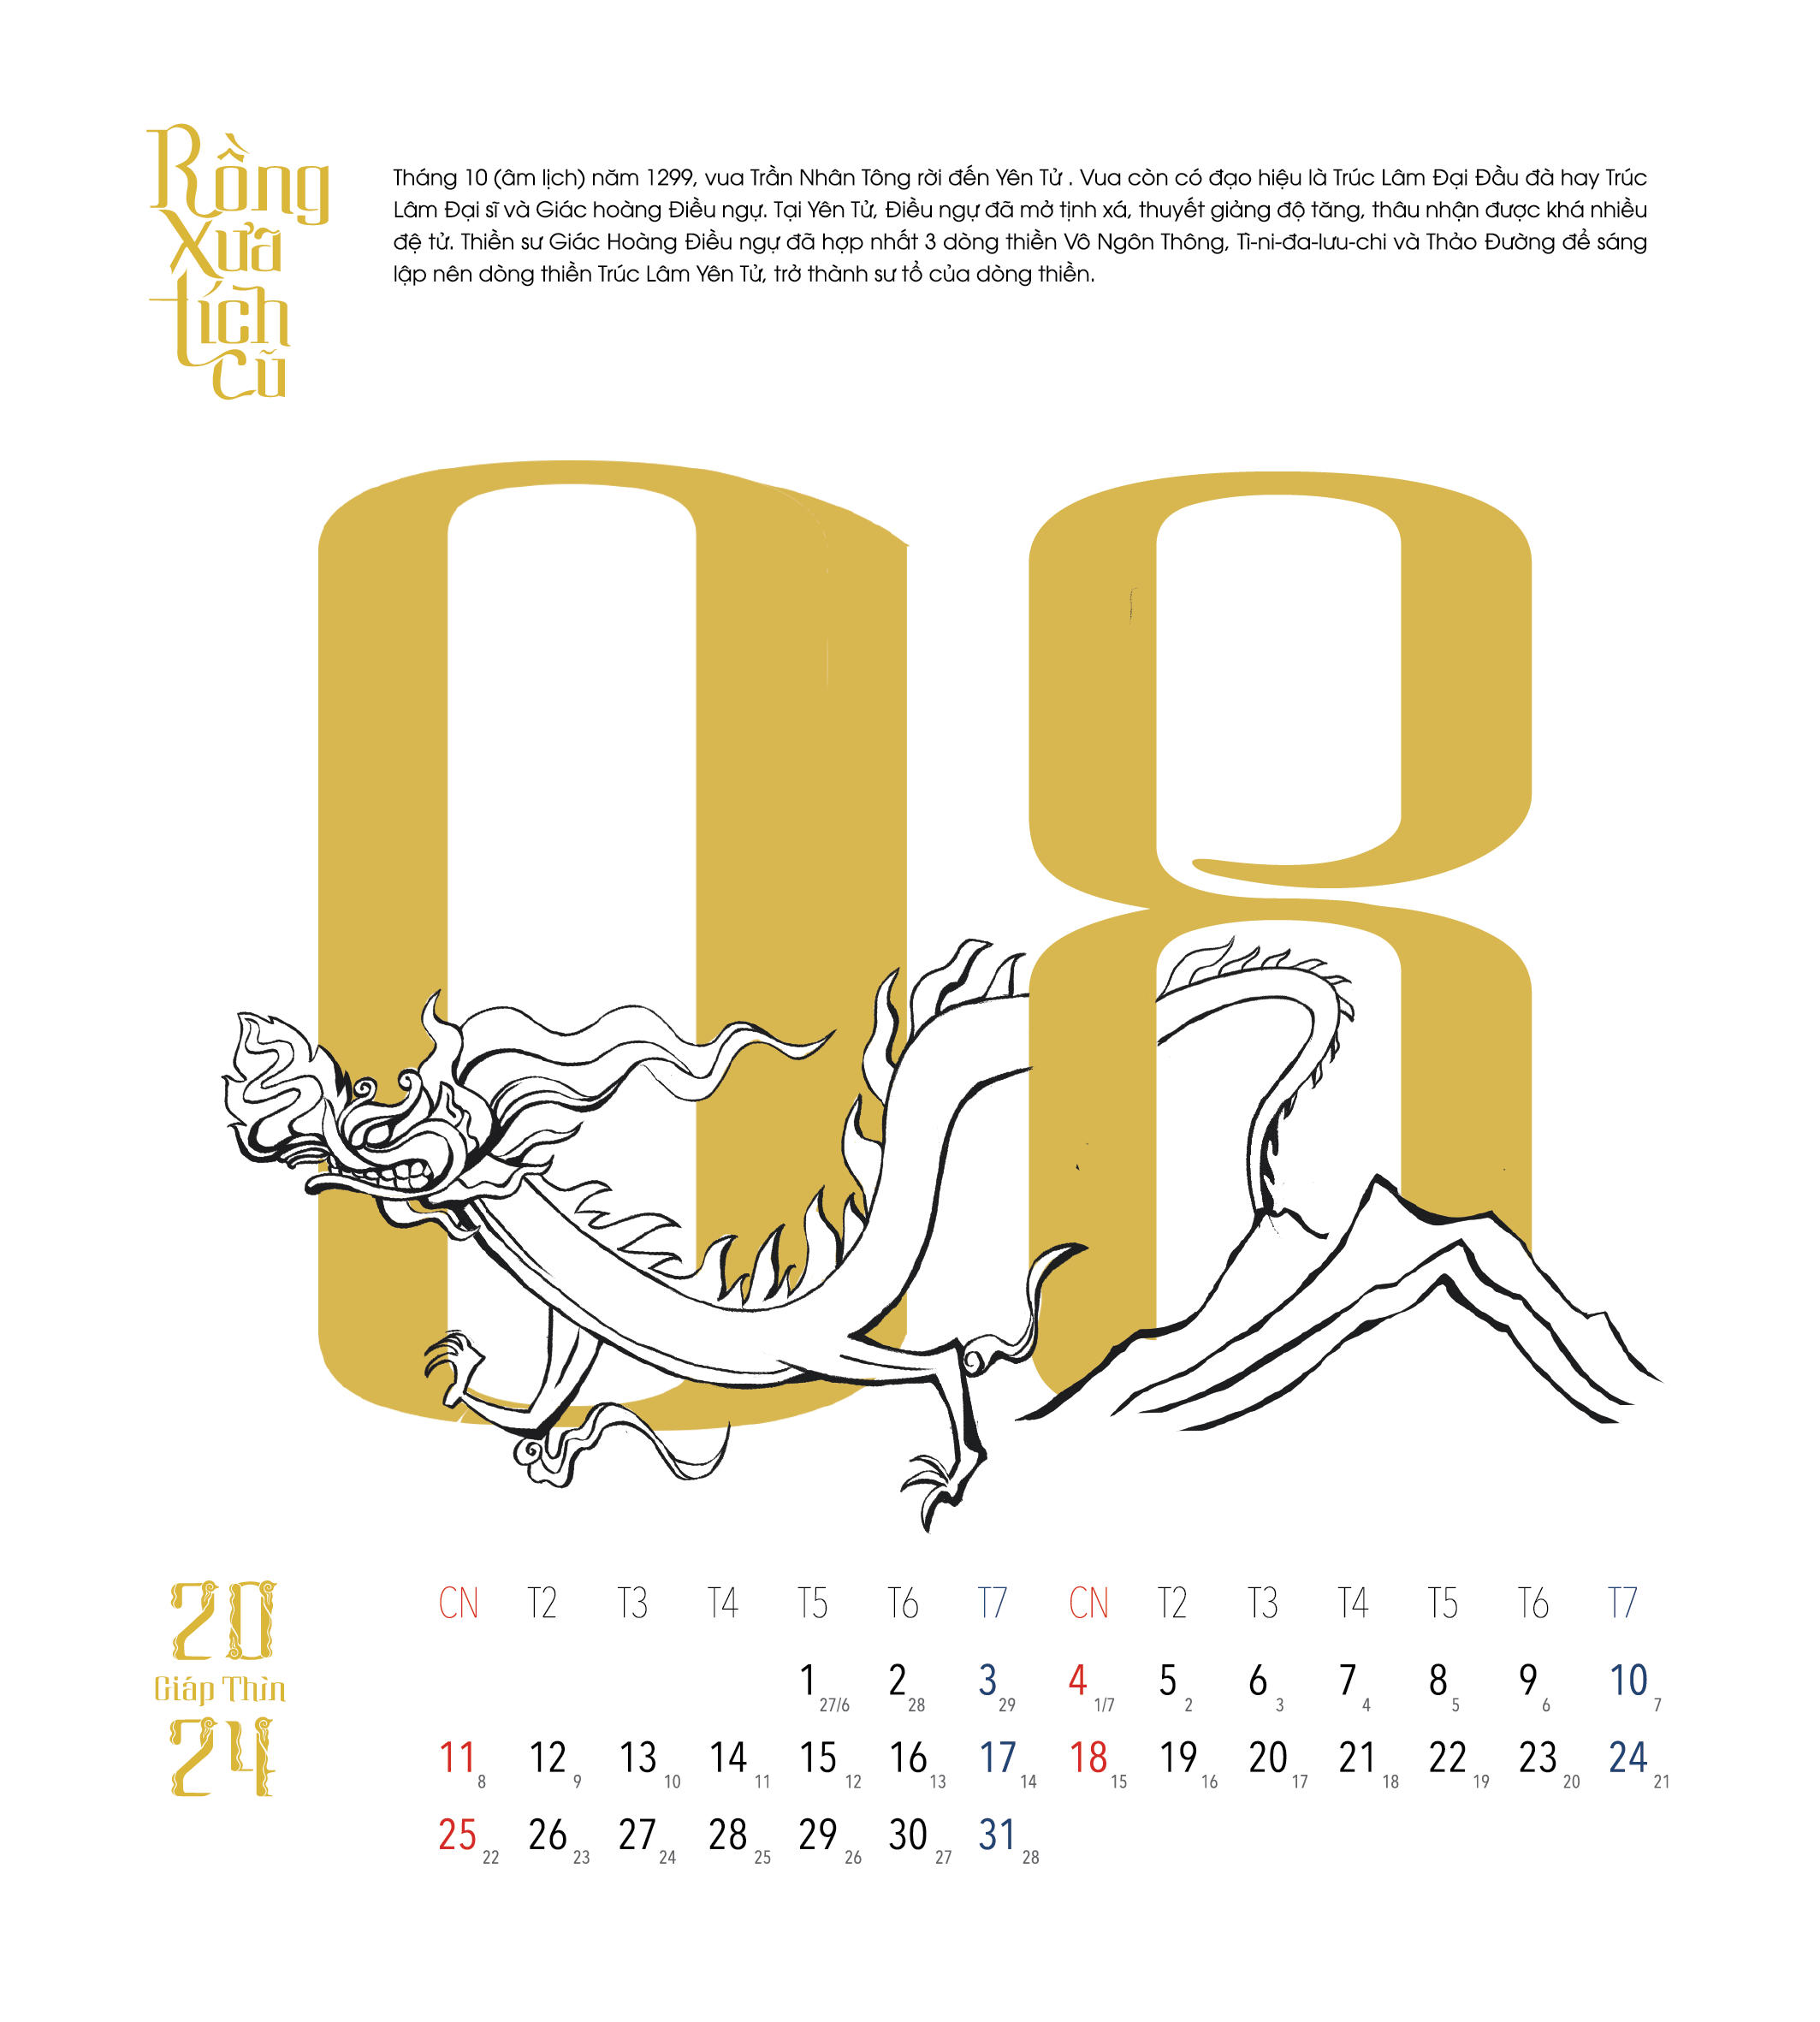 Rồng
Xưa
tích
cũ
Tháng 10 (âm lịch) năm 1299, vua Trần Nhân Tông rời đến Yên Tử . Vua còn có đạo hiệu là Trúc Lâm Đại Đầu đà hay Trúc
Lâm Đại sĩ và Giác hoàng Điều ngự. Tại Yên Tử, Điều ngự đã mở tịnh xá, thuyết giảng độ tăng, thâu nhận được khá nhiều
đệ tử. Thiền sư Giác Hoàng Điều ngự đã hợp nhất 3 dòng thiền Vô Ngôn Thông, Tì-ni-đa-lưu-chi và Thảo Đường để sáng
lập nên dòng thiền Trúc Lâm Yên Tử, trở thành sư tổ của dòng thiền.
08
20
Giáp Thìn
24
CN T2 T3 T4 T5 T6 T7 CN T2 T3 T4 T5 T6 T7
1 27/6 2 28 3 29 4 1/7 5 2 6 3 7 4 8 5 9 6 10 7
11 8 12 9 13 10 14 11 15 12 16 13 17 14 18 15 19 16 20 17 21 18 22 19 23 20 24 21
25 22 26 23 27 24 28 25 29 26 30 27 31 28